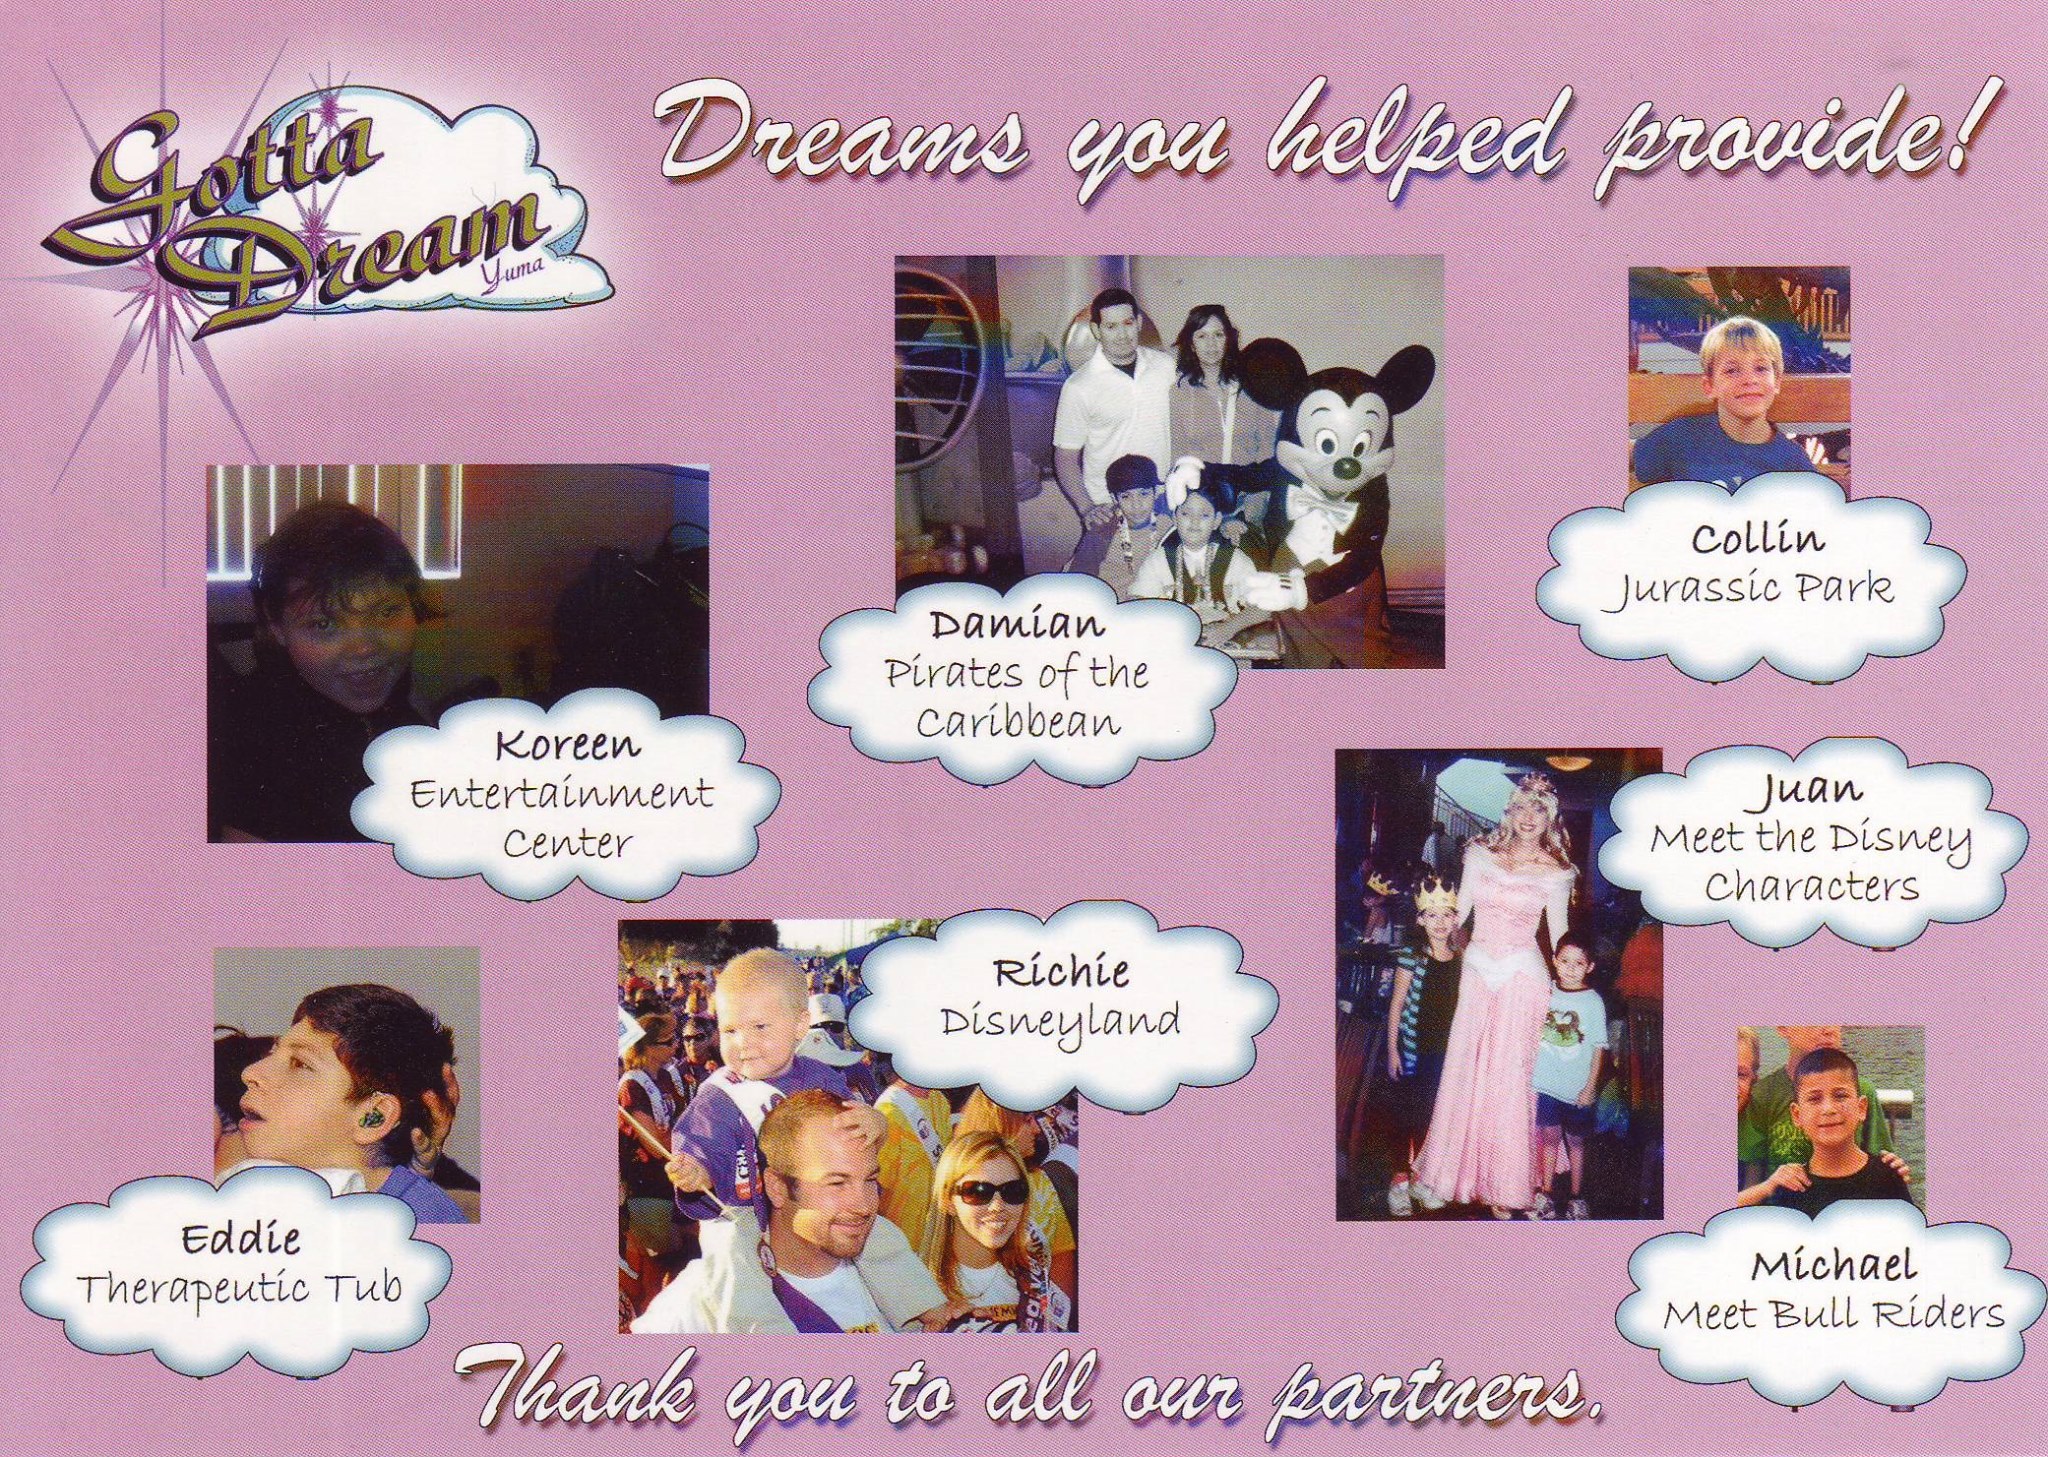 Gotta
Dream
Yuma
Dreams you helped provide!
Collin
Jurassic Park
Damian
Pirates of the
Caribbean
Koreen
Entertainment
Center
Juan
Meet the Disney
Characters
Richie
Disneyland
Eddie
Therapeutic Tub
Michael
Meet Bull Riders
Thank you to all our partners.